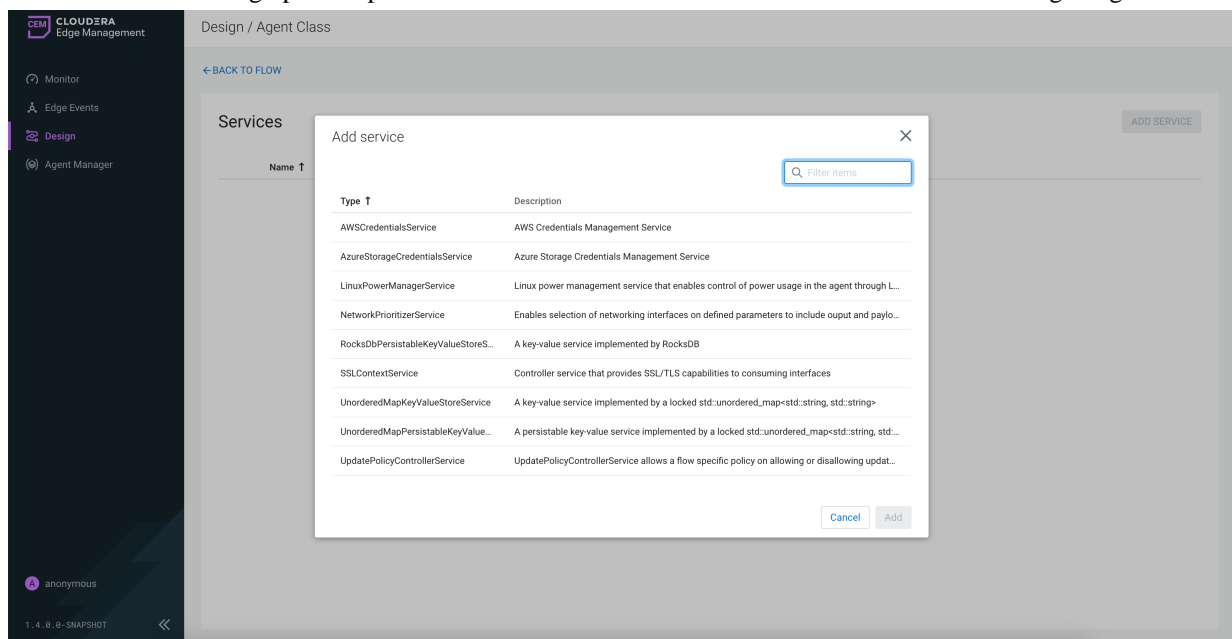 CEM CLOUDERA
Edge Management
Design / Agent Class
Monitor
Edge Events
Design
Agent Manager
←BACK TO FLOW
Services
ADD SERVICE
Name ↑
Add service
Filter items
Type ↑ Description
AWSCredentialsService AWS Credentials Management Service
AzureStorageCredentialsService Azure Storage Credentials Management Service
LinuxPowerManagerService Linux power management service that enables control of power usage in the agent through L...
NetworkPrioritizerService Enables selection of networking interfaces on defined parameters to include ouput and paylo...
RocksDbPersistableKeyValueStoreS... A key-value service implemented by RocksDB
SSLContextService Controller service that provides SSL/TLS capabilities to consuming interfaces
UnorderedMapKeyValueStoreService A key-value service implemented by a locked std::unordered_map<std::string, std::string>
UnorderedMapPersistableKeyValue... A persistable key-value service implemented by a locked std::unordered_map<std::string, std:...
UpdatePolicyControllerService UpdatePolicyControllerService allows a flow specific policy on allowing or disallowing updat...
Cancel Add
A anonymous
1.4.0.0-SNAPSHOT